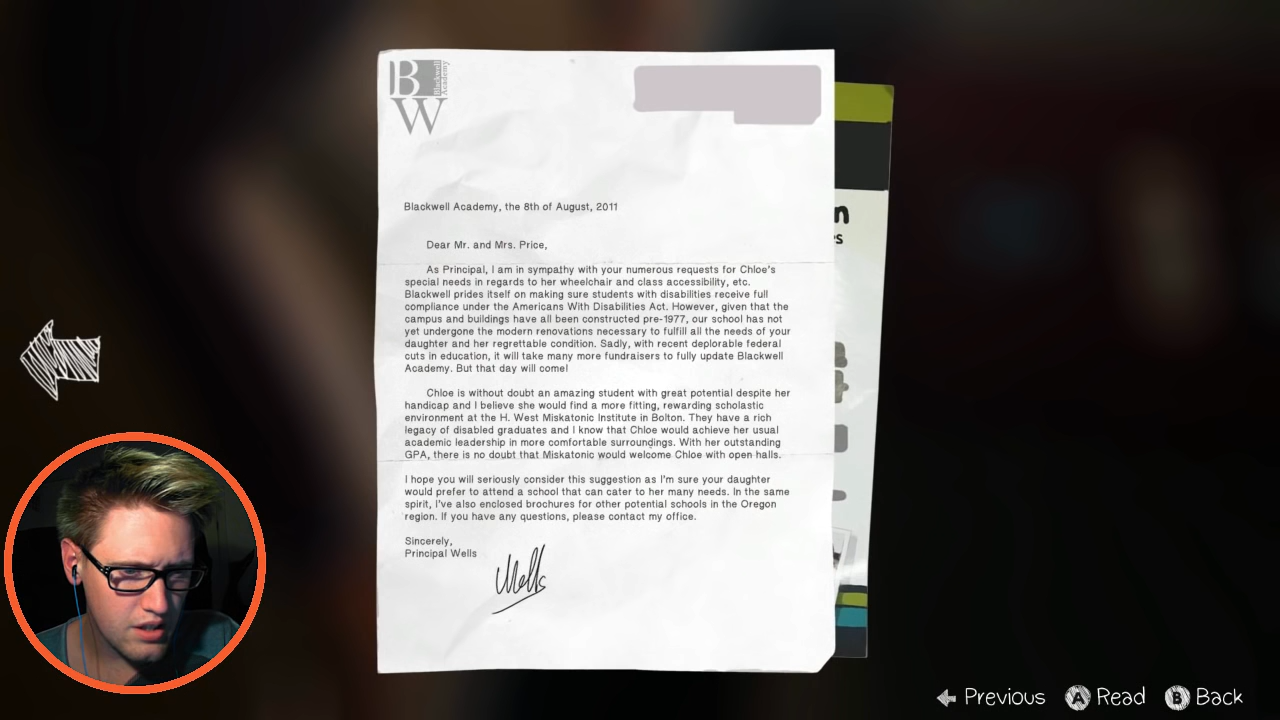 B Blackwell Academy
W
Blackwell Academy, the 8th of August, 2011
Dear Mr. and Mrs. Price,
As Principal, I am in sympathy with your numerous requests for Chloe's
special needs in regards to her wheelchair and class accessibility, etc.
Blackwell prides itself on making sure students with disabilities receive full
compliance under the Americans With Disabilities Act. However, given that the
campus and buildings have all been constructed pre-1977, our school has not
yet undergone the modern renovations necessary to fulfill all the needs of your
daughter and her regrettable condition. Sadly, with recent deplorable federal
cuts in education, it will take many more fundraisers to fully update Blackwell
Academy. But that day will come!
Chloe is without doubt an amazing student with great potential despite her
handicap and I believe she would find a more fitting, rewarding scholastic
environment at the H. West Miskatonic Institute in Bolton. They have a rich
legacy of disabled graduates and I know that Chloe would achieve her usual
academic leadership in more comfortable surroundings. With her outstanding
GPA, there is no doubt that Miskatonic would welcome Chloe with open halls.
I hope you will seriously consider this suggestion as I'm sure your daughter
would prefer to attend a school that can cater to her many needs. In the same
spirit, I've also enclosed brochures for other potential schools in the Oregon
region. If you have any questions, please contact my office.
Sincerely,
Principal Wells
Wells
n
s
Previous A Read B Back